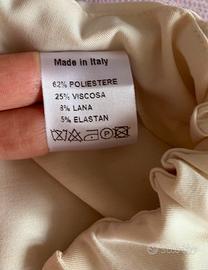 Made in Italy
62% POLIESTERE
25% VISCOSA
8% LANA
5% ELASTAN